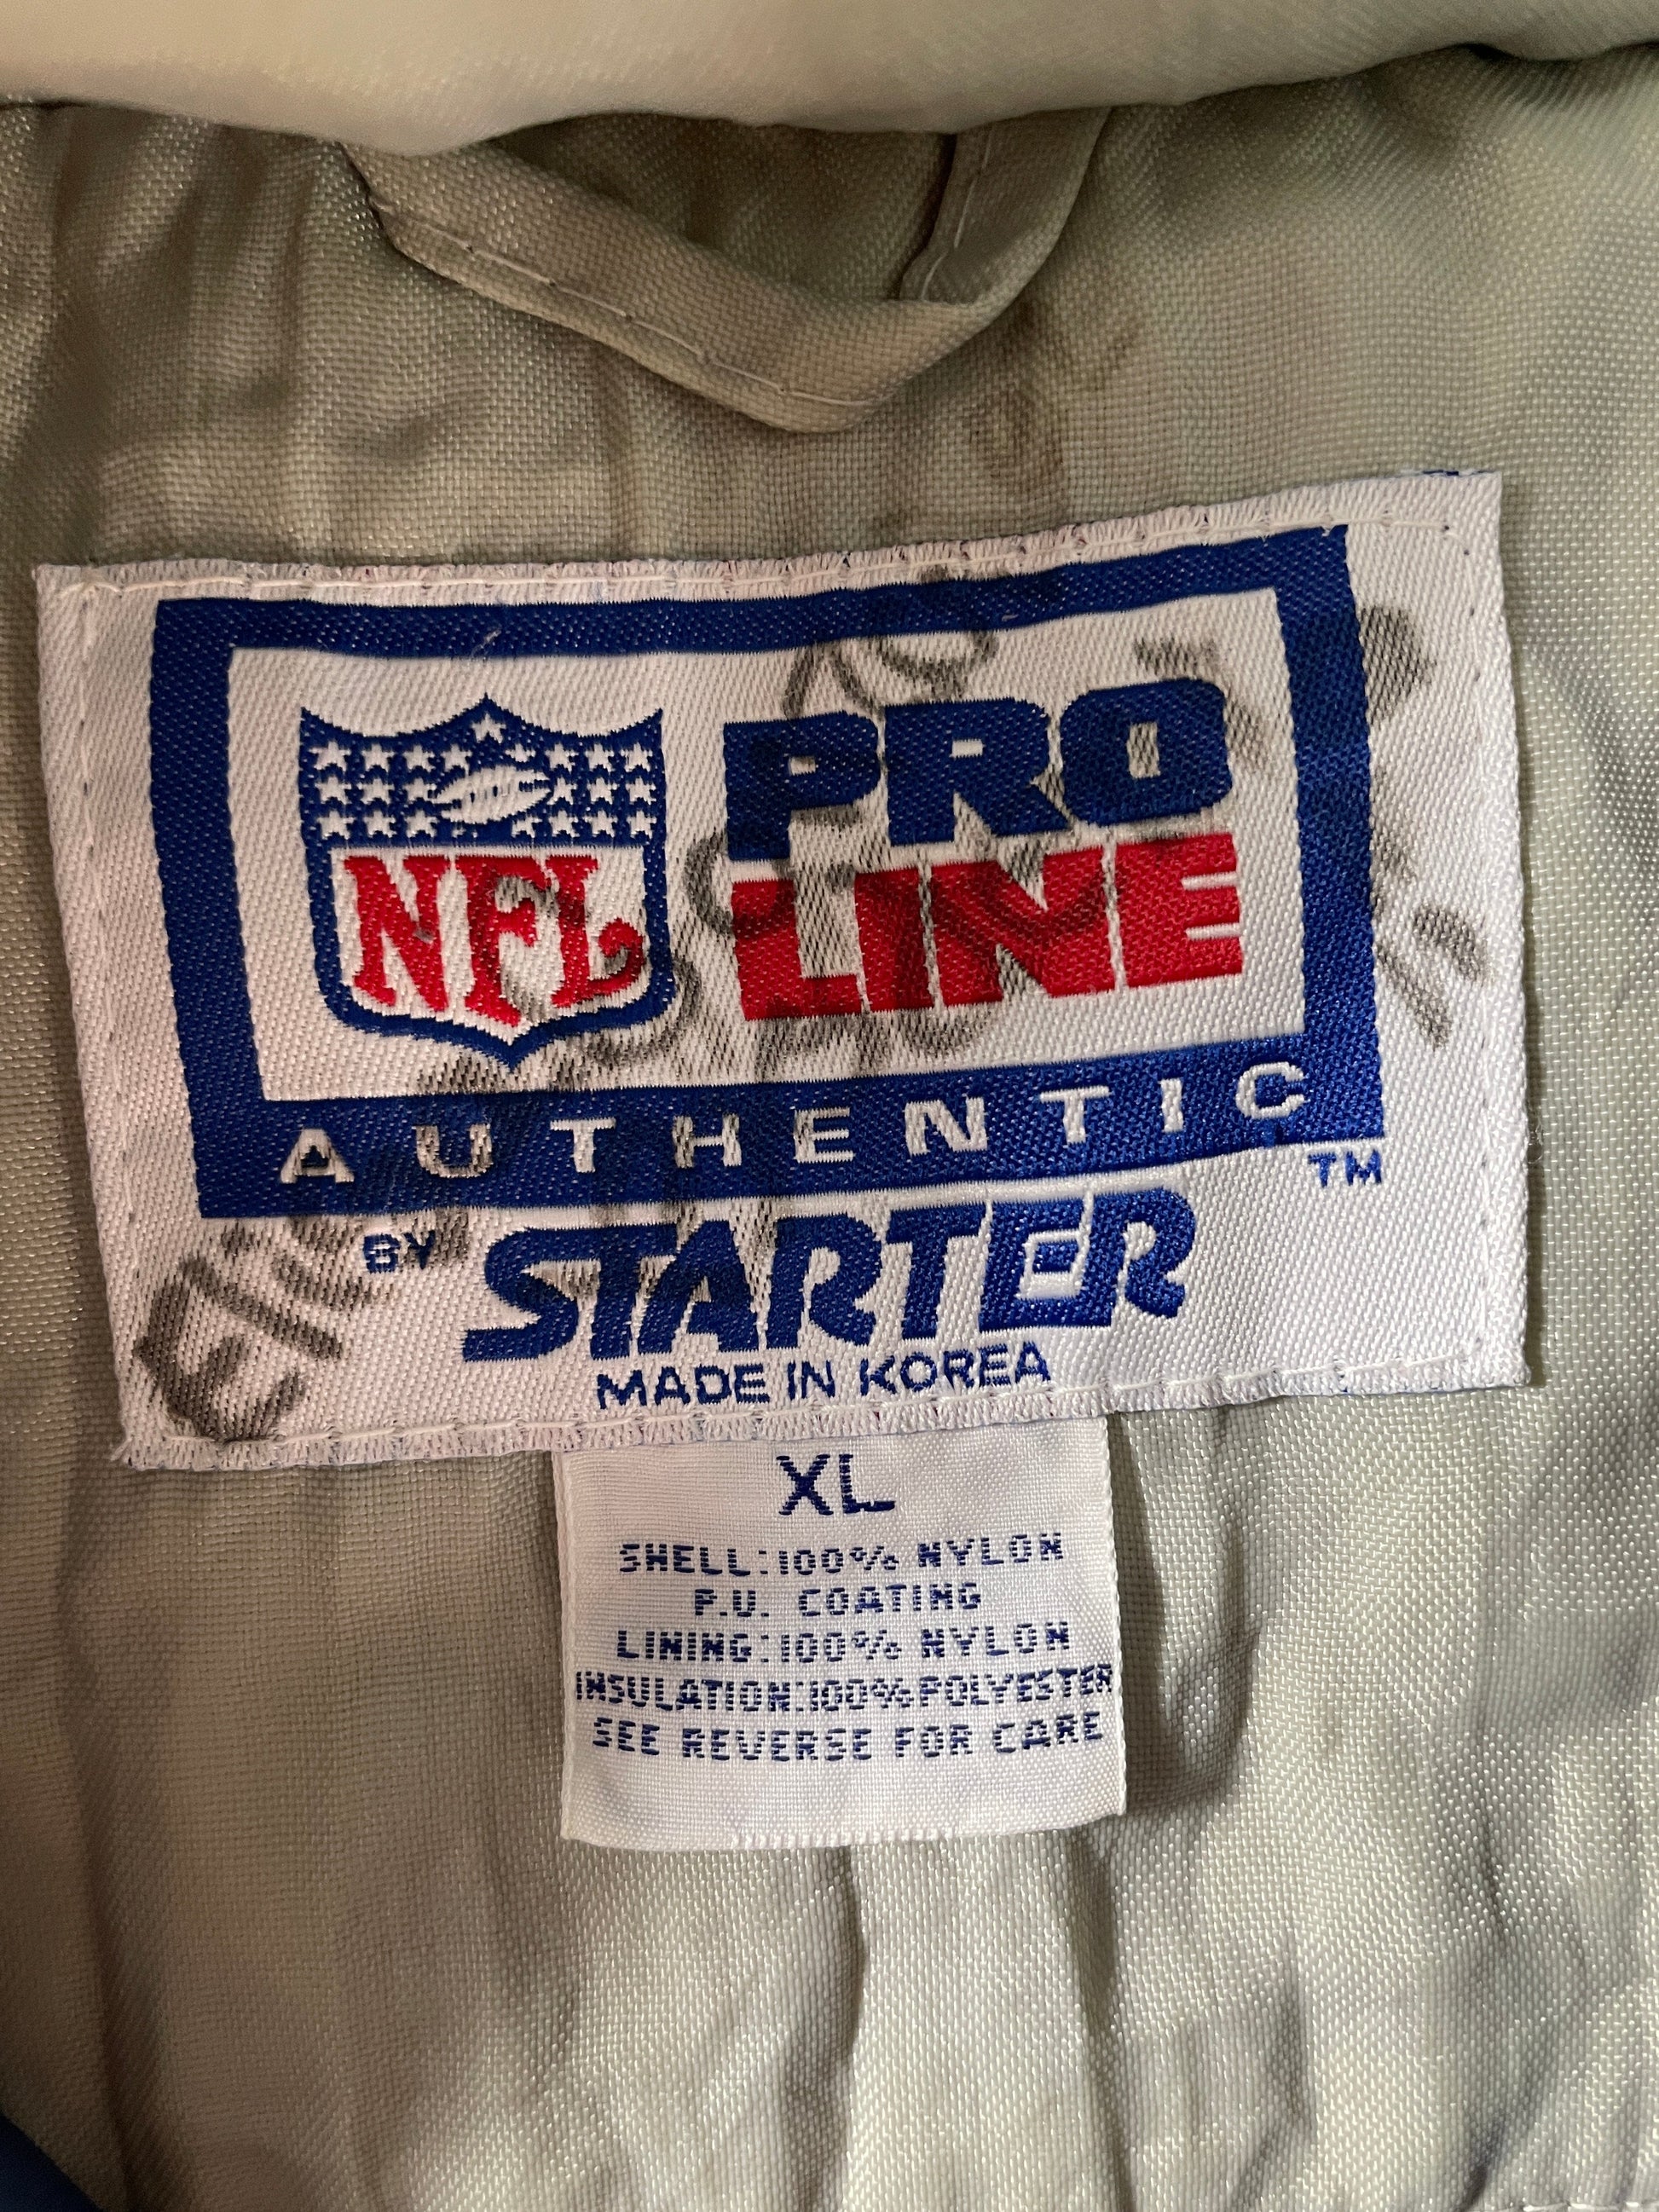 NFL
PRO
LINE
AUTHENTIC
TM
BY STARTER
MADE IN KOREA
XL
SHELL:100% NYLON
P.U. COATING
LINING:100% NYLON
INSULATION:100%POLYESTER
SEE REVERSE FOR CARE